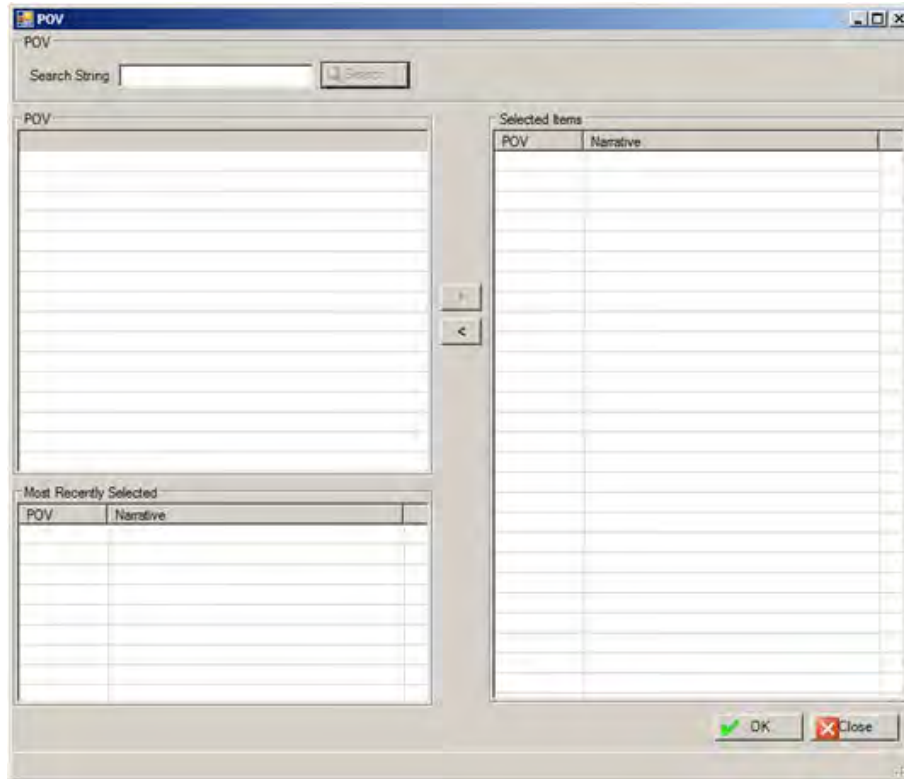 POV
POV
Search String
Search
POV
Selected Items
POV Narrative
>
<
Most Recently Selected
POV Narrative
OK Close